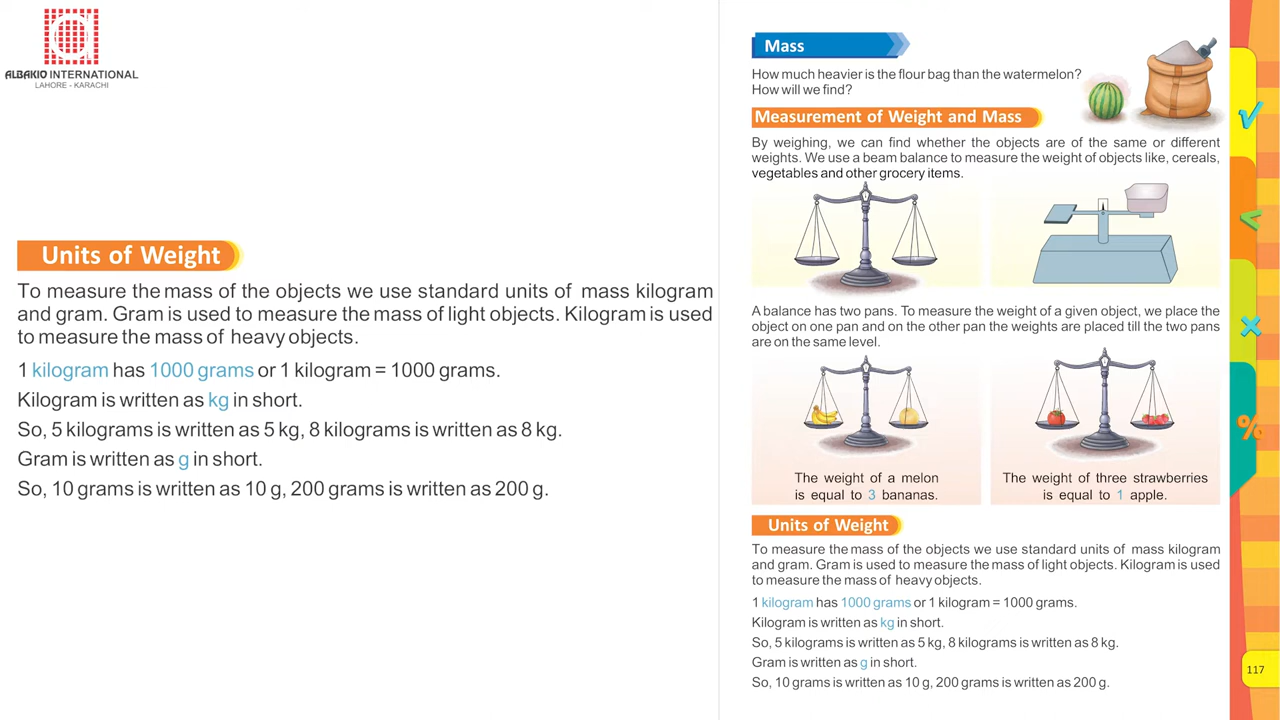 ALBAKIO INTERNATIONAL
LAHORE - KARACHI
Units of Weight
To measure the mass of the objects we use standard units of mass kilogram
and gram. Gram is used to measure the mass of light objects. Kilogram is used
to measure the mass of heavy objects.
1 kilogram has 1000 grams or 1 kilogram = 1000 grams.
Kilogram is written as kg in short.
So, 5 kilograms is written as 5 kg, 8 kilograms is written as 8 kg.
Gram is written as g in short.
So, 10 grams is written as 10 g, 200 grams is written as 200 g.
Mass
How much heavier is the flour bag than the watermelon?
How will we find?
Measurement of Weight and Mass
By weighing, we can find whether the objects are of the same or different
weights. We use a beam balance to measure the weight of objects like, cereals,
vegetables and other grocery items.
A balance has two pans. To measure the weight of a given object, we place the
object on one pan and on the other pan the weights are placed till the two pans
are on the same level.
The weight of a melon
is equal to 3 bananas.
The weight of three strawberries
is equal to 1 apple.
Units of Weight
To measure the mass of the objects we use standard units of mass kilogram
and gram. Gram is used to measure the mass of light objects. Kilogram is used
to measure the mass of heavy objects.
1 kilogram has 1000 grams or 1 kilogram = 1000 grams.
Kilogram is written as kg in short.
So, 5 kilograms is written as 5 kg, 8 kilograms is written as 8 kg.
Gram is written as g in short.
So, 10 grams is written as 10 g, 200 grams is written as 200 g.
√
<
×
%
117